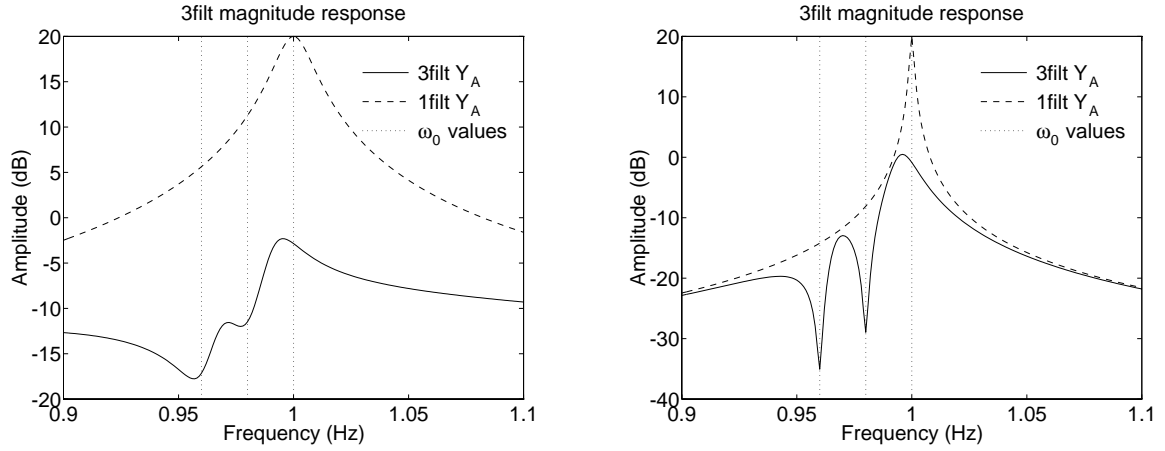 3filt magnitude response
20
15
10
5
0
-5
-10
-15
-20
Amplitude (dB)
3filt Y_A
1filt Y_A
ω_0 values
0.9
0.95
1
1.05
1.1
Frequency (Hz)
3filt magnitude response
20
10
0
-10
-20
-30
-40
Amplitude (dB)
3filt Y_A
1filt Y_A
ω_0 values
0.9
0.95
1
1.05
1.1
Frequency (Hz)